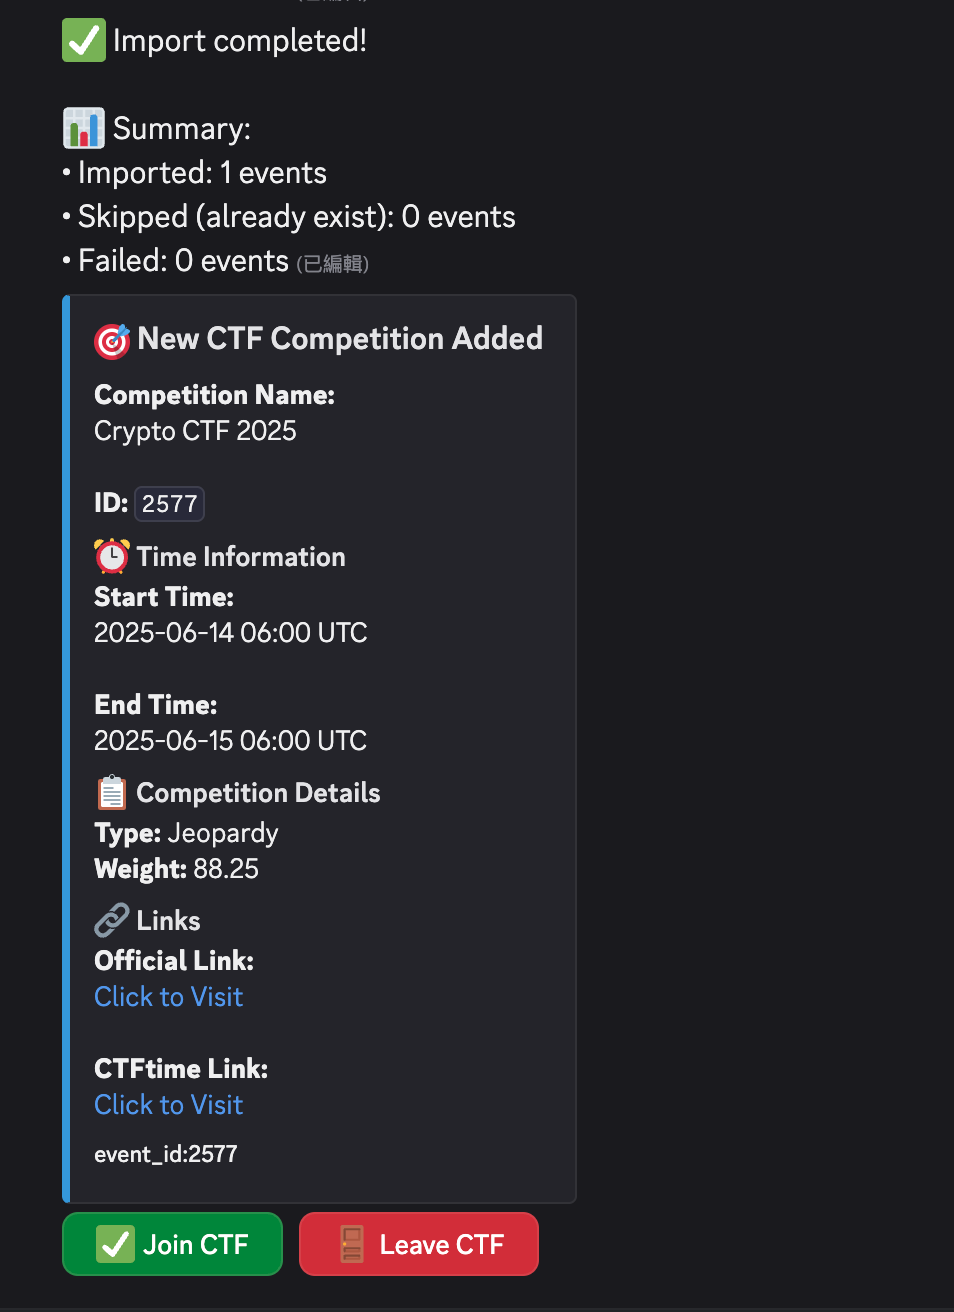 Import completed!
Summary:
• Imported: 1 events
• Skipped (already exist): 0 events
• Failed: 0 events (已編輯)
New CTF Competition Added
Competition Name:
Crypto CTF 2025
ID: 2577
Time Information
Start Time:
2025-06-14 06:00 UTC
End Time:
2025-06-15 06:00 UTC
Competition Details
Type: Jeopardy
Weight: 88.25
Links
Official Link:
Click to Visit
CTFtime Link:
Click to Visit
event_id:2577
Join CTF
Leave CTF